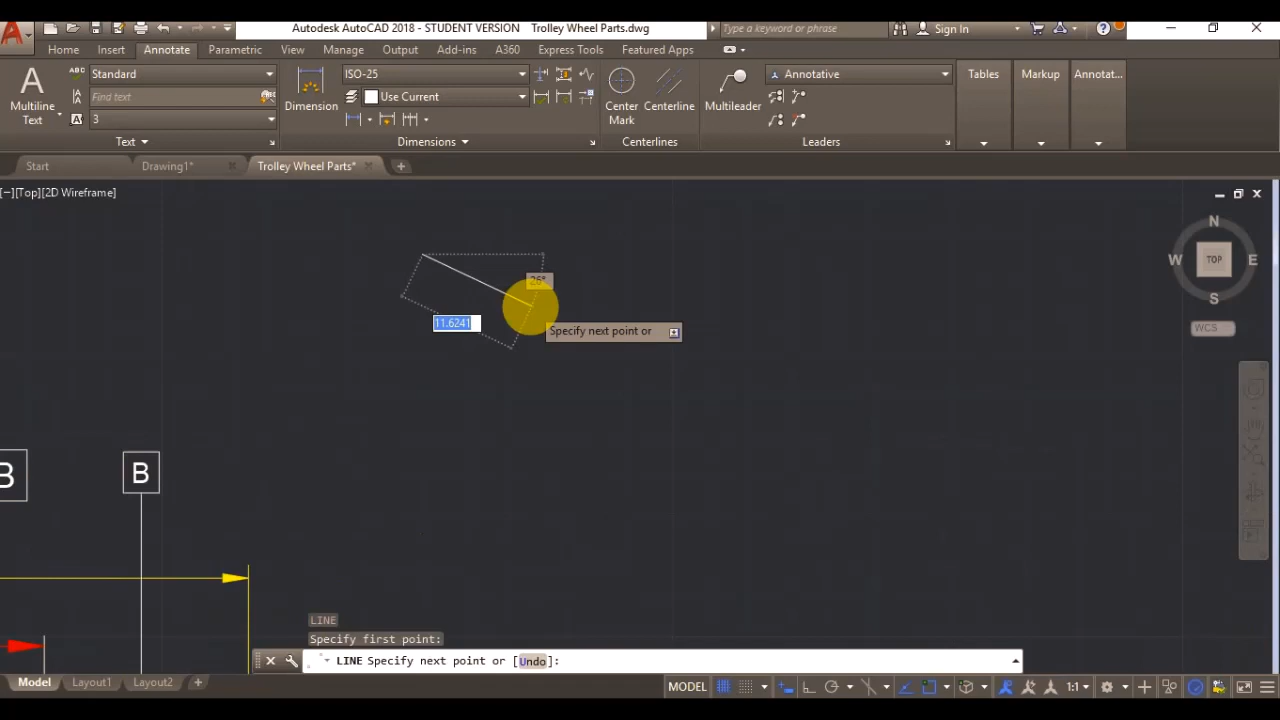 Autodesk AutoCAD 2018 - STUDENT VERSION Trolley Wheel Parts.dwg Type a keyword or phrase Sign In
Home Insert Annotate Parametric View Manage Output Add-ins A360 Express Tools Featured Apps
A Multiline Text
ABC Standard
Find text
A 3
Text
Dimension
ISO-25
Use Current
Dimensions
Center Mark
Centerline
Centerlines
Multileader
Annotative
Leaders
Tables
Markup
Annotat...
Start Drawing1* Trolley Wheel Parts* +
[−][Top][2D Wireframe]
N
W TOP E
S
WCS
26°
11.6241
Specify next point or
B
B
LINE
Specify first point:
LINE Specify next point or [Undo]:
Model Layout1 Layout2 +
MODEL 1:1